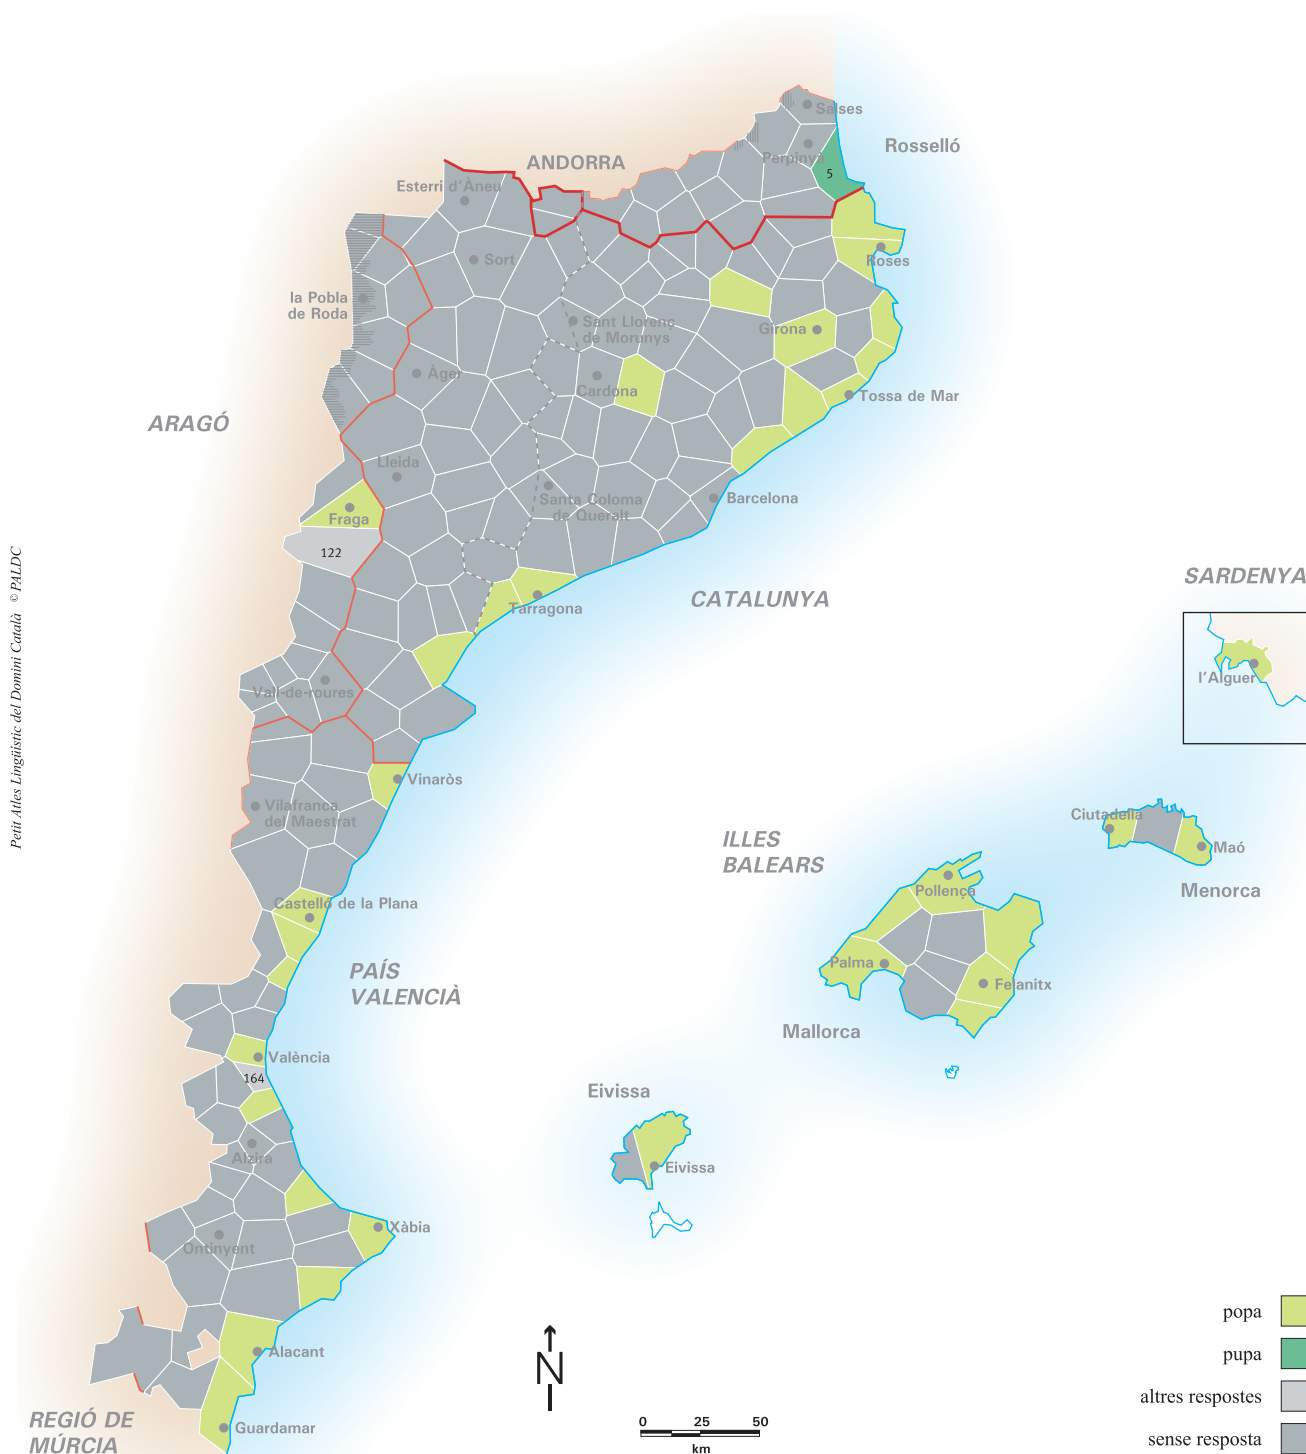 Salses
Rosselló
Perpinyà
ANDORRA
5
Esterri d'Àneu
Roses
Sort
la Pobla
de Roda
Sant Llorenç
de Morunys
Girona
Àger
Cardona
Tossa de Mar
ARAGÓ
Lleida
Santa Coloma
de Queralt
Barcelona
Fraga
122
Petit Atles Lingüístic del Domini Català © PALDC
SARDENYA
CATALUNYA
Tarragona
l'Alguer
Vall-de-roures
Vinaròs
Vilafranca
del Maestrat
Ciutadella
Maó
ILLES
BALEARS
Pollença
Menorca
Castelló de la Plana
Palma
PAÍS
VALENCIÀ
Felanitx
Mallorca
València
164
Eivissa
Alzira
Eivissa
Xàbia
Ontinyent
popa
Alacant
pupa
N
altres respostes
REGIÓ DE
MÚRCIA
Guardamar
0 25 50
km
sense resposta